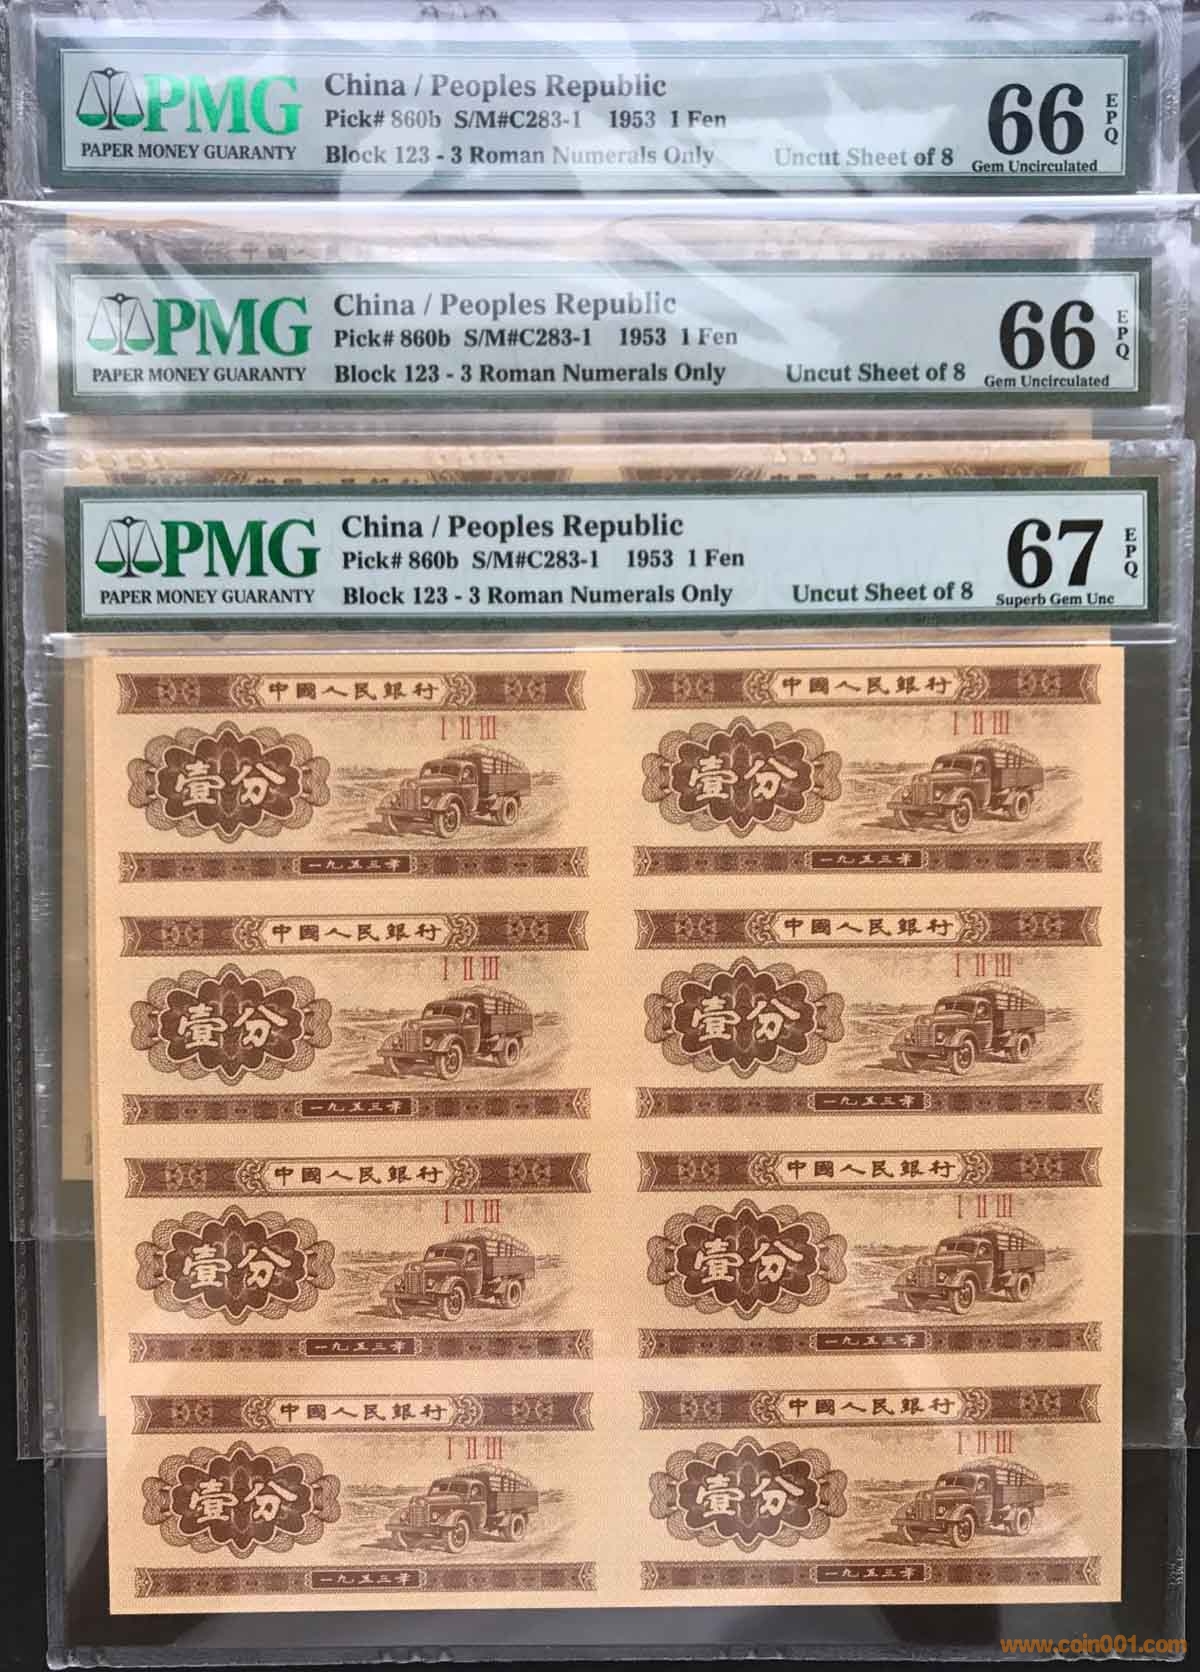 PMG
PAPER MONEY GUARANTY
China / Peoples Republic
Pick# 860b S/M#C283-1 1953 1 Fen
Block 123 - 3 Roman Numerals Only Uncut Sheet of 8
66 EPQ
Gem Uncirculated
PMG
PAPER MONEY GUARANTY
China / Peoples Republic
Pick# 860b S/M#C283-1 1953 1 Fen
Block 123 - 3 Roman Numerals Only Uncut Sheet of 8
66 EPQ
Gem Uncirculated
PMG
PAPER MONEY GUARANTY
China / Peoples Republic
Pick# 860b S/M#C283-1 1953 1 Fen
Block 123 - 3 Roman Numerals Only Uncut Sheet of 8
67 EPQ
Superb Gem Unc
中國人民銀行
I II III
壹分
一九五三年
中國人民銀行
I II III
壹分
一九五三年
中國人民銀行
I II III
壹分
一九五三年
中國人民銀行
I II III
壹分
一九五三年
中國人民銀行
I II III
壹分
一九五三年
中國人民銀行
I II III
壹分
一九五三年
中國人民銀行
I II III
壹分
一九五三年
中國人民銀行
I II III
壹分
一九五三年
www.coin001.com